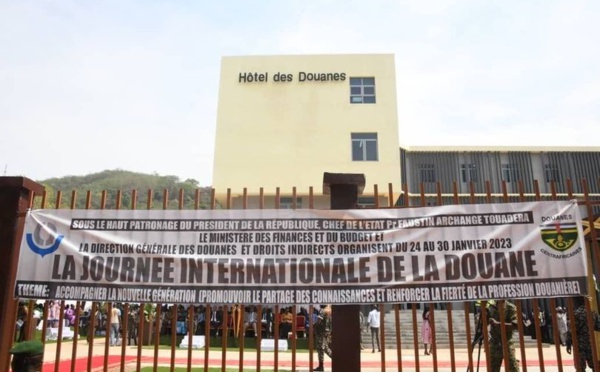 Hôtel des Douanes
SOUS LE HAUT PATRONAGE DU PRESIDENT DE LA REPUBLIQUE, CHEF DE L'ETAT Pr FAUSTIN ARCHANGE TOUADERA
LE MINISTERE DES FINANCES ET DU BUDGET ET
LA DIRECTION GÉNÉRALE DES DOUANES ET DROITS INDIRECTS ORGANISENT DU 24 AU 30 JANVIER 2023
LA JOURNEE INTERNATIONALE DE LA DOUANE
THEME: ACCOMPAGNER LA NOUVELLE GÉNÉRATION (PROMOUVOIR LE PARTAGE DES CONNAISSANCES ET RENFORCER LA FIERTÉ DE LA PROFESSION DOUANIÈRE)
DOUANES
CENTRAFRICAINES